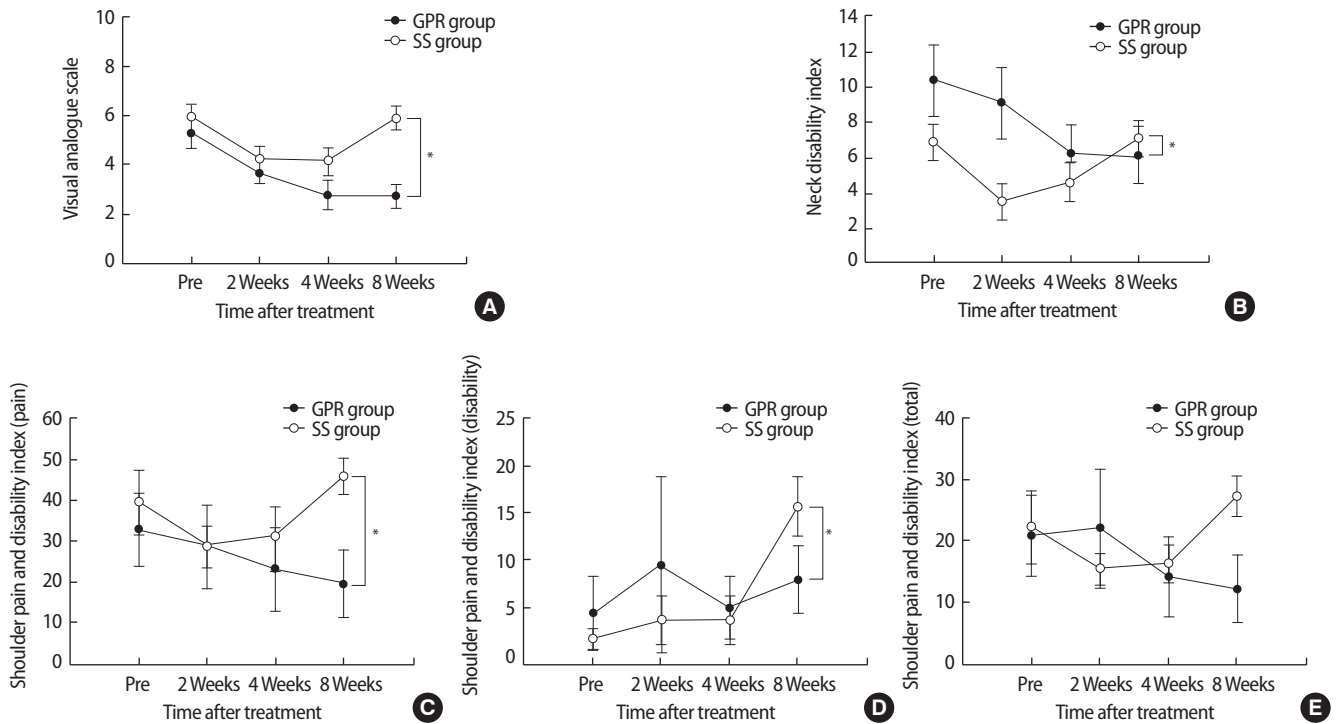 Visual analogue scale
10
8
6
4
2
0
GPR group
SS group
*
Pre 2 Weeks 4 Weeks 8 Weeks
Time after treatment
A
Neck disability index
14
12
10
8
6
4
2
0
GPR group
SS group
*
Pre 2 Weeks 4 Weeks 8 Weeks
Time after treatment
B
Shoulder pain and disability index (pain)
60
50
40
30
20
10
0
GPR group
SS group
*
Pre 2 Weeks 4 Weeks 8 Weeks
Time after treatment
C
Shoulder pain and disability index (disability)
25
20
15
10
5
0
GPR group
SS group
*
Pre 2 Weeks 4 Weeks 8 Weeks
Time after treatment
D
Shoulder pain and disability index (total)
40
30
20
10
0
GPR group
SS group
Pre 2 Weeks 4 Weeks 8 Weeks
Time after treatment
E